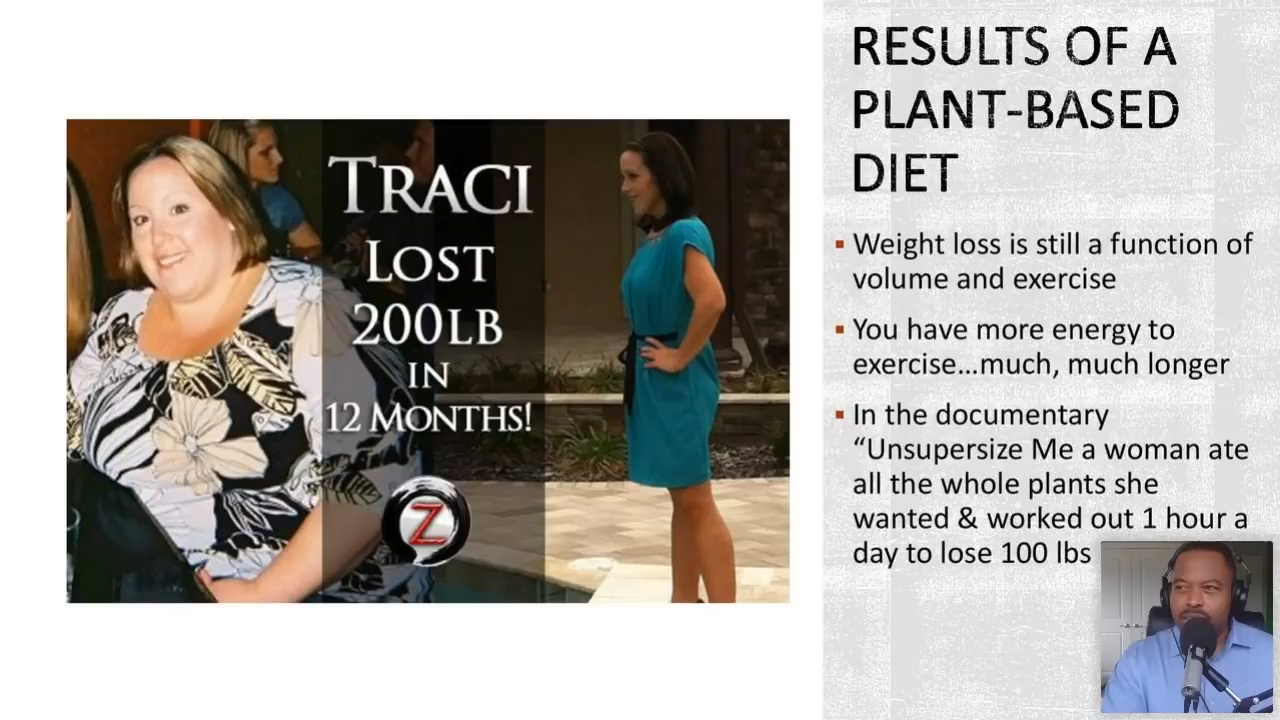 TRACI
LOST
200LB
IN
12 MONTHS!
Z
RESULTS OF A
PLANT-BASED
DIET
▪ Weight loss is still a function of
volume and exercise
▪ You have more energy to
exercise…much, much longer
▪ In the documentary
“Unsupersize Me a woman ate
all the whole plants she
wanted & worked out 1 hour a
day to lose 100 lbs